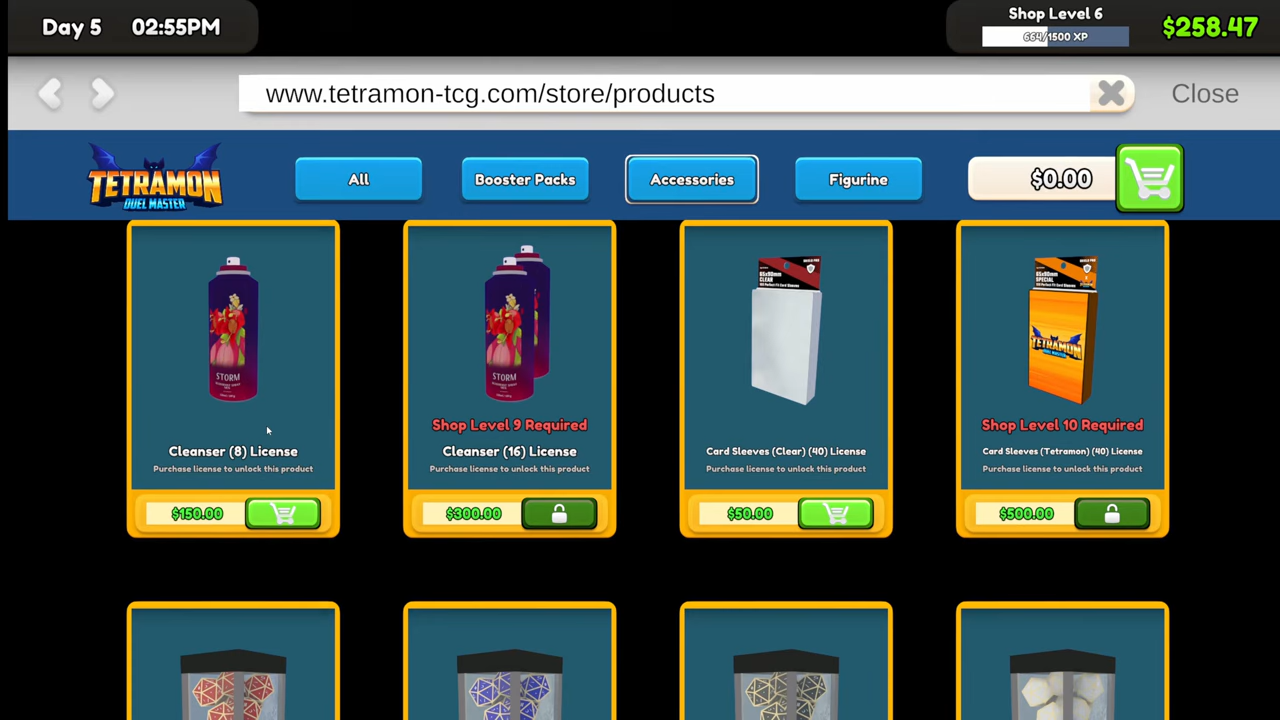 Day 5 02:55PM
Shop Level 6
664/1500 XP
$258.47
www.tetramon-tcg.com/store/products
Close
TETRAMON
DUEL MASTER
All
Booster Packs
Accessories
Figurine
$0.00
STORM
Cleanser (8) License
Purchase license to unlock this product
$150.00
STORM
Shop Level 9 Required
Cleanser (16) License
Purchase license to unlock this product
$300.00
CLEAR
Card Sleeves (Clear) (40) License
Purchase license to unlock this product
$50.00
SPECIAL
TETRAMON
Shop Level 10 Required
Card Sleeves (Tetramon) (40) License
Purchase license to unlock this product
$500.00